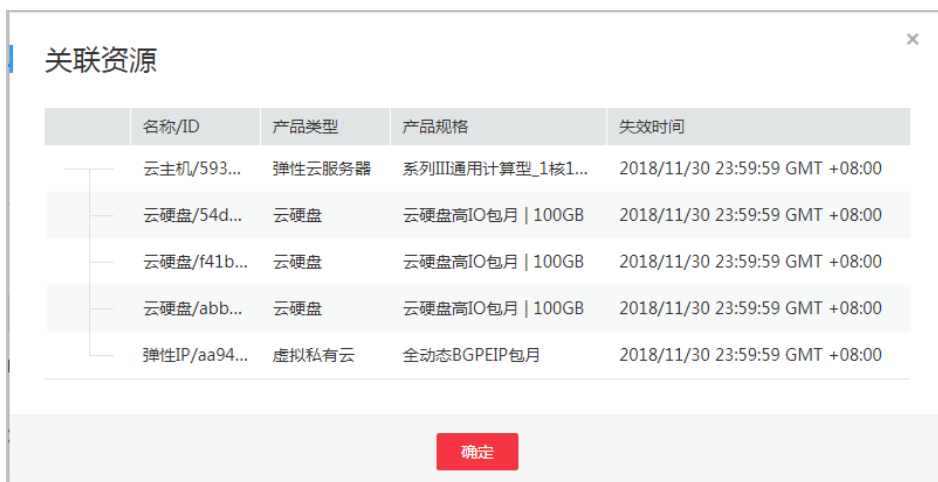 关联资源
×
名称/ID 产品类型 产品规格 失效时间
云主机/593... 弹性云服务器 系列III通用计算型_1核1... 2018/11/30 23:59:59 GMT +08:00
云硬盘/54d... 云硬盘 云硬盘高IO包月 | 100GB 2018/11/30 23:59:59 GMT +08:00
云硬盘/f41b... 云硬盘 云硬盘高IO包月 | 100GB 2018/11/30 23:59:59 GMT +08:00
云硬盘/abb... 云硬盘 云硬盘高IO包月 | 100GB 2018/11/30 23:59:59 GMT +08:00
弹性IP/aa94... 虚拟私有云 全动态BGPEIP包月 2018/11/30 23:59:59 GMT +08:00
确定